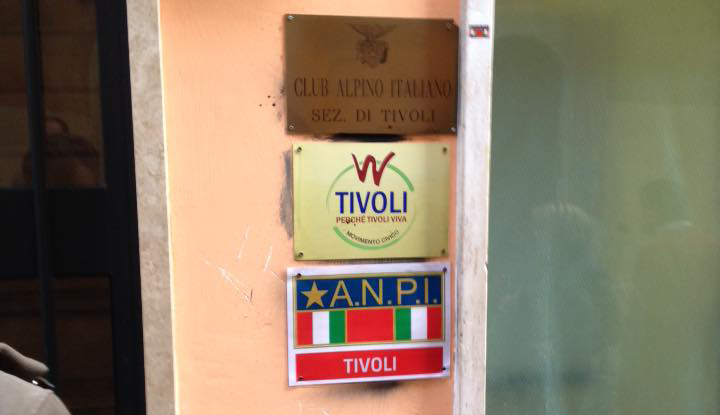 CLUB ALPINO ITALIANO
SEZ. DI TIVOLI
W
TIVOLI
PERCHÉ TIVOLI VIVA
MOVIMENTO CIVICO
A.N.P.I.
TIVOLI